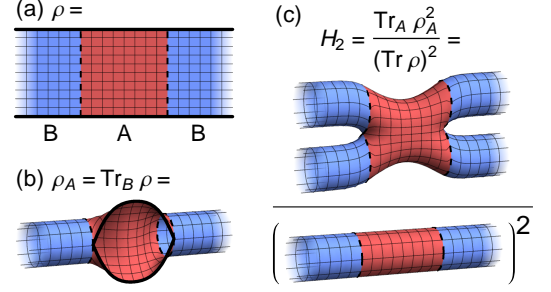 (a) ρ =
B A B
(b) ρ_A = Tr_B ρ =
(c)
H_2 = Tr_A ρ_A^2 / (Tr ρ)^2 =
( )^2